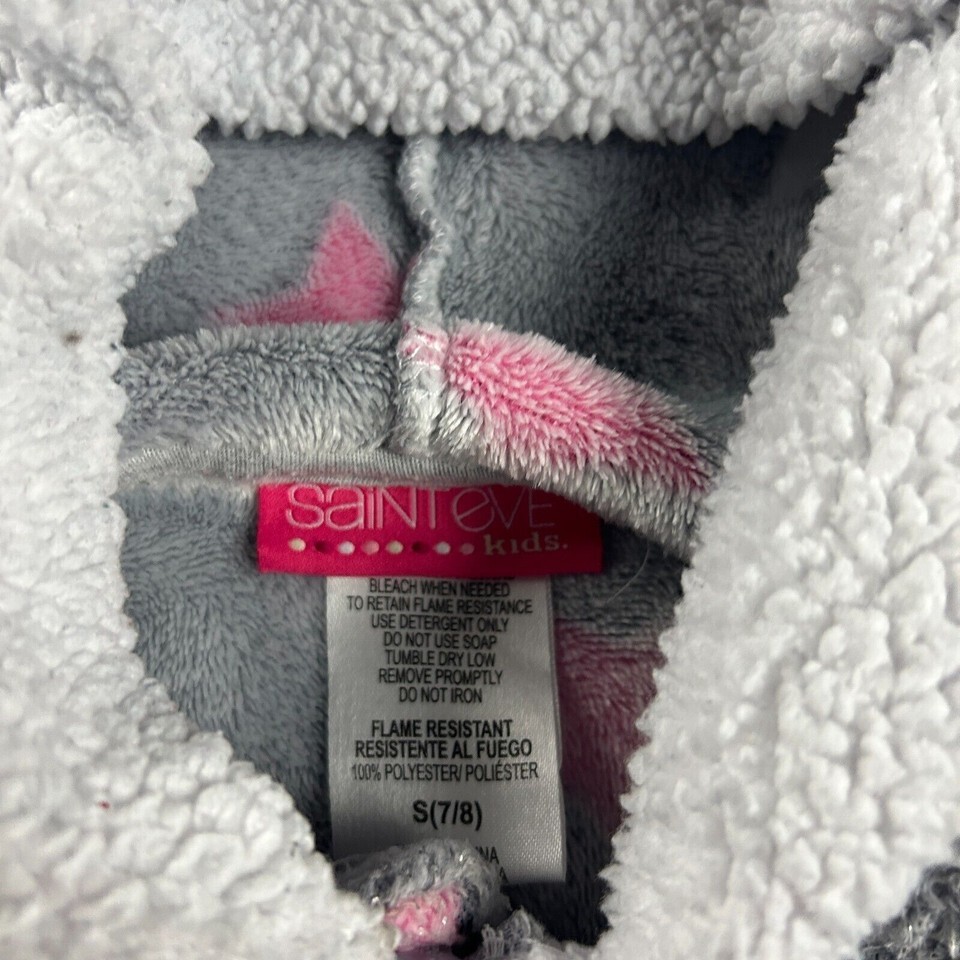 SAINT EVE
kids.
BLEACH WHEN NEEDED
TO RETAIN FLAME RESISTANCE
USE DETERGENT ONLY
DO NOT USE SOAP
TUMBLE DRY LOW
REMOVE PROMPTLY
DO NOT IRON
FLAME RESISTANT
RESISTENTE AL FUEGO
100% POLYESTER/ POLIÉSTER
S(7/8)